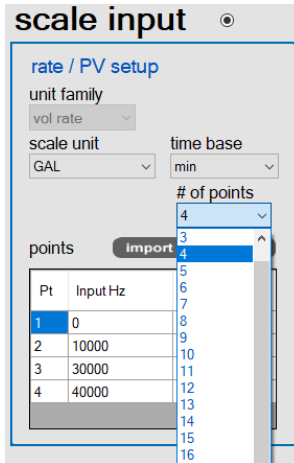 scale input
rate / PV setup
unit family
vol rate
scale unit time base
GAL min
# of points
4
points import
3
4
5
6
7
8
9
10
11
12
13
14
15
16
Pt Input Hz
1 0
2 10000
3 30000
4 40000